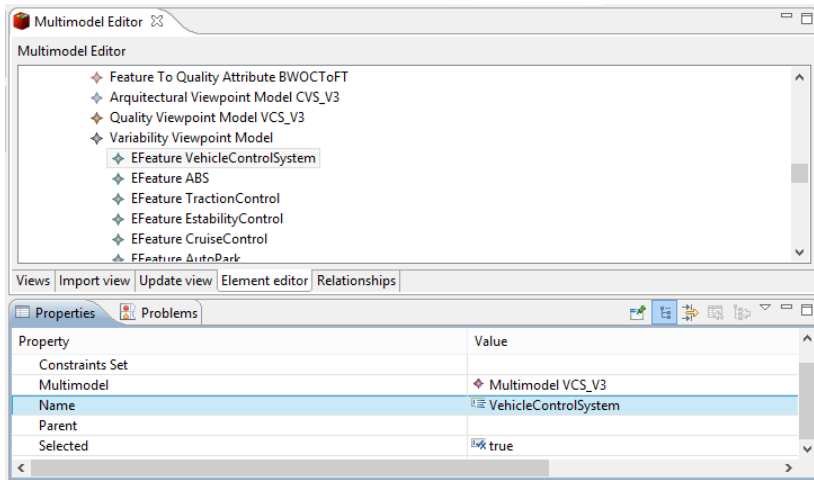 Multimodel Editor
Multimodel Editor
Feature To Quality Attribute BWOCToFT
Arquitectural Viewpoint Model CVS_V3
Quality Viewpoint Model VCS_V3
Variability Viewpoint Model
EFeature VehicleControlSystem
EFeature ABS
EFeature TractionControl
EFeature EstabilityControl
EFeature CruiseControl
EFeature AutoPark
Views Import view Update view Element editor Relationships
Properties Problems
Property Value
Constraints Set
Multimodel Multimodel VCS_V3
Name VehicleControlSystem
Parent
Selected true